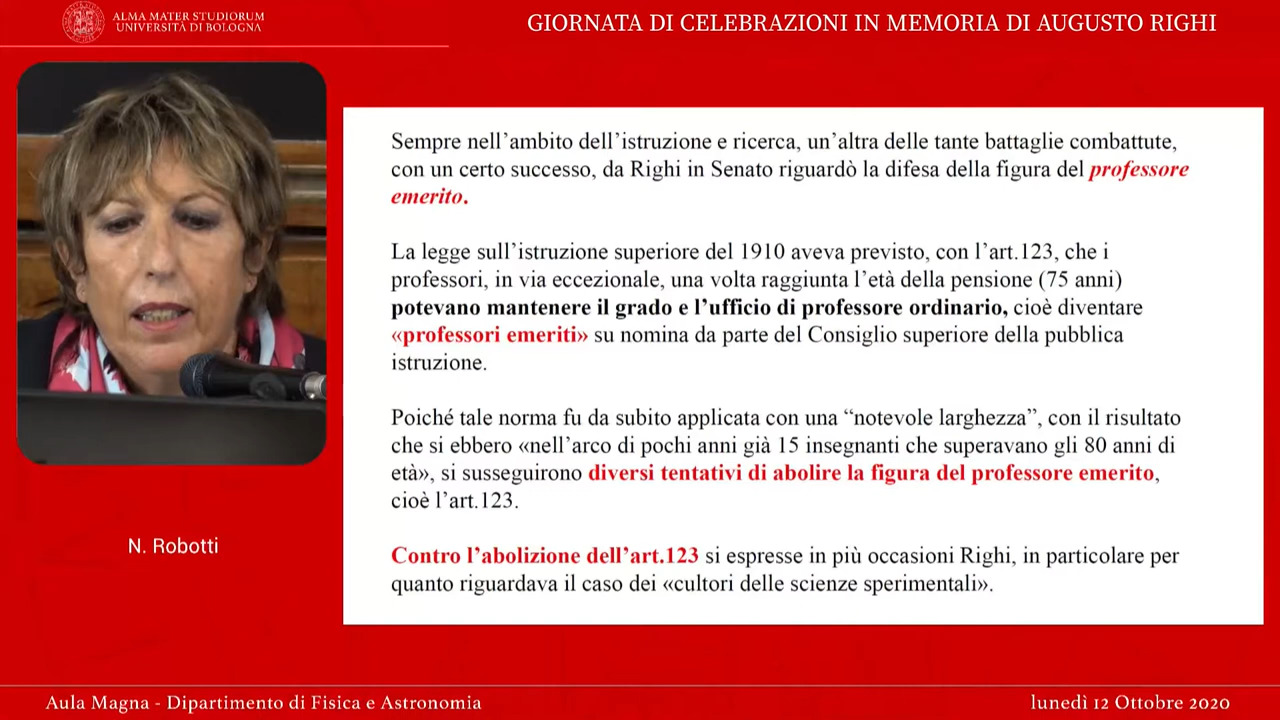 ALMA MATER STUDIORUM
UNIVERSITÀ DI BOLOGNA
GIORNATA DI CELEBRAZIONI IN MEMORIA DI AUGUSTO RIGHI
Sempre nell’ambito dell’istruzione e ricerca, un’altra delle tante battaglie combattute,
con un certo successo, da Righi in Senato riguardò la difesa della figura del professore
emerito.
La legge sull’istruzione superiore del 1910 aveva previsto, con l’art.123, che i
professori, in via eccezionale, una volta raggiunta l’età della pensione (75 anni)
potevano mantenere il grado e l’ufficio di professore ordinario, cioè diventare
«professori emeriti» su nomina da parte del Consiglio superiore della pubblica
istruzione.
Poiché tale norma fu da subito applicata con una “notevole larghezza”, con il risultato
che si ebbero «nell’arco di pochi anni già 15 insegnanti che superavano gli 80 anni di
età», si susseguirono diversi tentativi di abolire la figura del professore emerito,
cioè l’art.123.
Contro l’abolizione dell’art.123 si espresse in più occasioni Righi, in particolare per
quanto riguardava il caso dei «cultori delle scienze sperimentali».
N. Robotti
Aula Magna - Dipartimento di Fisica e Astronomia
lunedì 12 Ottobre 2020